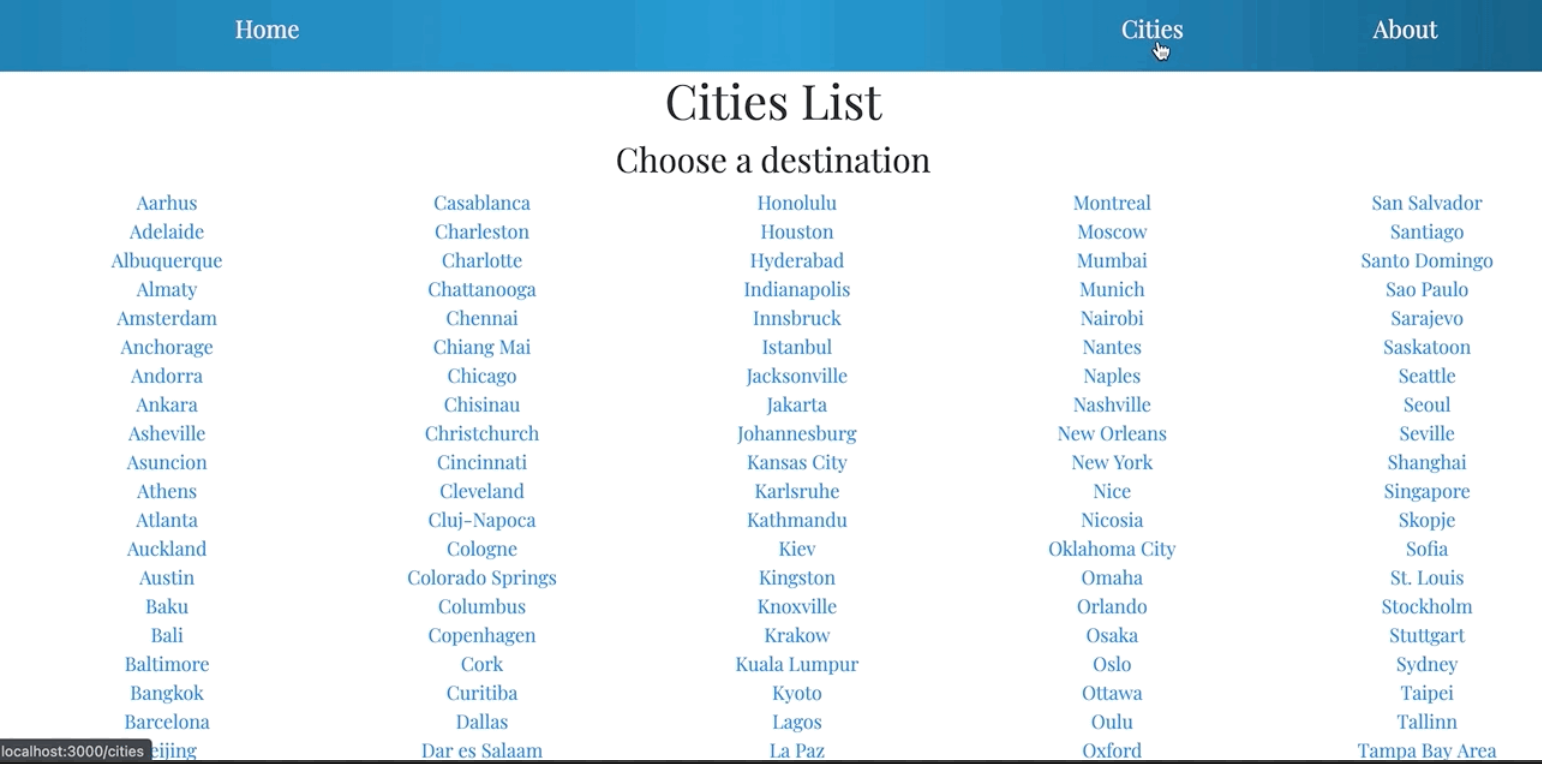 Home Cities About
Cities List
Choose a destination
Aarhus Casablanca Honolulu Montreal San Salvador
Adelaide Charleston Houston Moscow Santiago
Albuquerque Charlotte Hyderabad Mumbai Santo Domingo
Almaty Chattanooga Indianapolis Munich Sao Paulo
Amsterdam Chennai Innsbruck Nairobi Sarajevo
Anchorage Chiang Mai Istanbul Nantes Saskatoon
Andorra Chicago Jacksonville Naples Seattle
Ankara Chisinau Jakarta Nashville Seoul
Asheville Christchurch Johannesburg New Orleans Seville
Asuncion Cincinnati Kansas City New York Shanghai
Athens Cleveland Karlsruhe Nice Singapore
Atlanta Cluj-Napoca Kathmandu Nicosia Skopje
Auckland Cologne Kiev Oklahoma City Sofia
Austin Colorado Springs Kingston Omaha St. Louis
Baku Columbus Knoxville Orlando Stockholm
Bali Copenhagen Krakow Osaka Stuttgart
Baltimore Cork Kuala Lumpur Oslo Sydney
Bangkok Curitiba Kyoto Ottawa Taipei
Barcelona Dallas Lagos Oulu Tallinn
eijing Dar es Salaam La Paz Oxford Tampa Bay Area
localhost:3000/cities